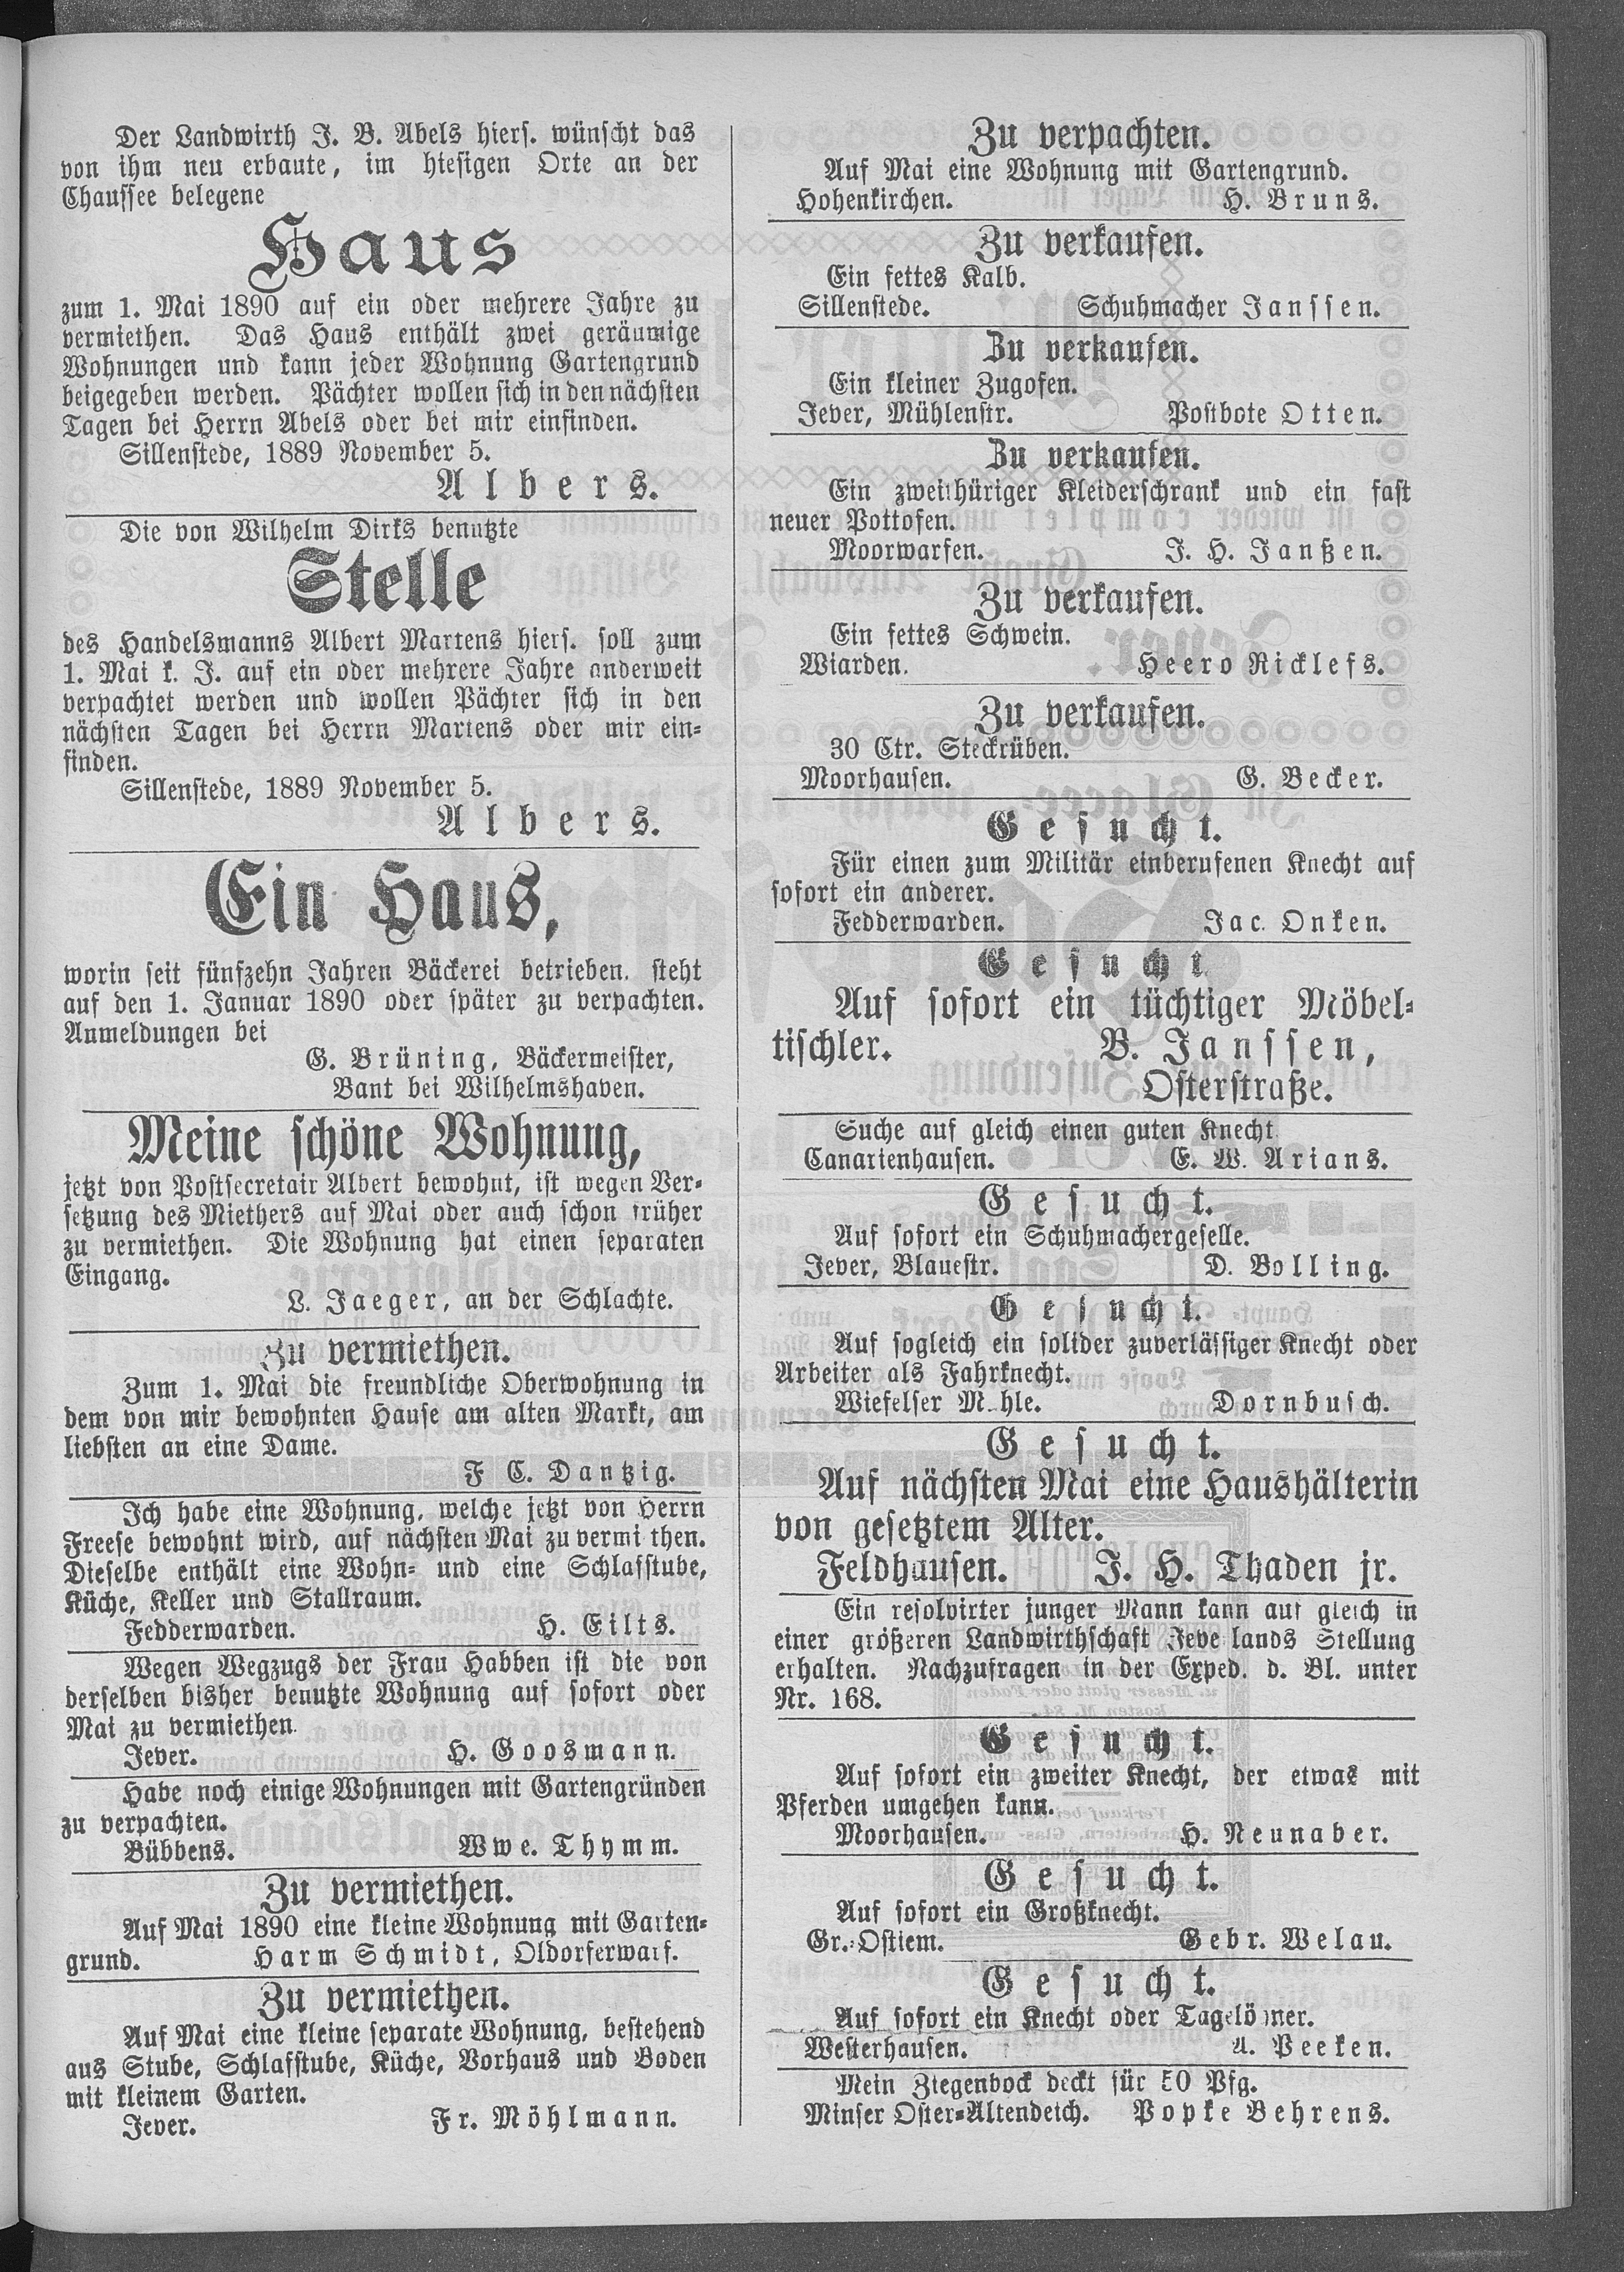 Der Landwirth J. B. Abels hiers. wünscht das
von ihm neu erbaute, im hiesigen Orte an der
Chaussee belegene
Haus
zum 1. Mai 1890 auf ein oder mehrere Jahre zu
vermiethen. Das Haus enthält zwei geräumige
Wohnungen und kann jeder Wohnung Gartengrund
beigegeben werden. Pächter wollen sich in den nächsten
Tagen bei Herrn Abels oder bei mir einfinden.
Sillenstede, 1889 November 5.
Albers.
Die von Wilhelm Dirks benutzte
Stelle
des Handelsmanns Albert Martens hiers. soll zum
1. Mai k. J. auf ein oder mehrere Jahre anderweit
verpachtet werden und wollen Pächter sich in den
nächsten Tagen bei Herrn Martens oder mir ein-
finden.
Sillenstede, 1889 November 5.
Albers.
Ein Haus,
worin seit fünfzehn Jahren Bäckerei betrieben, steht
auf den 1. Januar 1890 oder später zu verpachten.
Anmeldungen bei
G. Brüning, Bäckermeister,
Bant bei Wilhelmshaven.
Meine schöne Wohnung,
jetzt von Postsecretair Albert bewohnt, ist wegen Ver-
setzung des Miethers auf Mai oder auch schon früher
zu vermiethen. Die Wohnung hat einen separaten
Eingang.
L. Jaeger, an der Schlachte.
Zu vermiethen.
Zum 1. Mai die freundliche Oberwohnung in
dem von mir bewohnten Hause am alten Markt, am
liebsten an eine Dame.
F C. Dantzig.
Ich habe eine Wohnung, welche jetzt von Herrn
Freese bewohnt wird, auf nächsten Mai zu vermi then.
Dieselbe enthält eine Wohn- und eine Schlafstube,
Küche, Keller und Stallraum.
Fedderwarden. H. Eilts.
Wegen Wegzugs der Frau Habben ist die von
derselben bisher benutzte Wohnung auf sofort oder
Mai zu vermiethen.
Jever. H. Goosmann.
Habe noch einige Wohnungen mit Gartengründen
zu verpachten.
Bübbens. Wwe. Thymm.
Zu vermiethen.
Auf Mai 1890 eine kleine Wohnung mit Garten-
grund. Harm Schmidt, Oldorferwarf.
Zu vermiethen.
Auf Mai eine kleine separate Wohnung, bestehend
aus Stube, Schlafstube, Küche, Vorhaus und Boden
mit kleinem Garten.
Jever. Fr. Möhlmann.
Zu verpachten.
Auf Mai eine Wohnung mit Gartengrund.
Hohenkirchen. H. Bruns.
Zu verkaufen.
Ein fettes Kalb.
Sillenstede. Schuhmacher Janssen.
Zu verkaufen.
Ein kleiner Zugofen.
Jever, Mühlenstr. Postbote Otten.
Zu verkaufen.
Ein zweithüriger Kleiderschrank und ein fast
neuer Pottofen.
Moorwarfen. J. H. Janßen.
Zu verkaufen.
Ein fettes Schwein.
Wiarden. Heero Ricklefs.
Zu verkaufen.
30 Ctr. Steckrüben.
Moorhausen. G. Becker.
Gesucht.
Für einen zum Militär einberufenen Knecht auf
sofort ein anderer.
Fedderwarden. Jac. Onken.
Gesucht.
Auf sofort ein tüchtiger Möbel-
tischler. B. Janssen,
Osterstraße.
Suche auf gleich einen guten Knecht.
Canarienhausen. E. W. Arians.
Gesucht.
Auf sofort ein Schuhmachergeselle.
Jever, Blauestr. D. Bolling.
Gesucht.
Auf sogleich ein solider zuverlässiger Knecht oder
Arbeiter als Fahrknecht.
Wiefelser M hle. Dornbusch.
Gesucht.
Auf nächsten Mai eine Haushälterin
von gesetztem Alter.
Feldhausen. J. H. Thaden jr.
Ein resolvirter junger Mann kann auf gleich in
einer größeren Landwirthschaft Jeve lands Stellung
erhalten. Nachzufragen in der Exped. d. Bl. unter
Nr. 168.
Gesucht.
Auf sofort ein zweiter Knecht, der etwas mit
Pferden umgehen kann.
Moorhausen. H. Neunaber.
Gesucht.
Auf sofort ein Großknecht.
Gr.-Ostiem. Gebr. Welau.
Gesucht.
Auf sofort ein Knecht oder Tagelöhner.
Westerhausen. A. Peeken.
Mein Ziegenbock deckt für 50 Pfg.
Minser Oster-Altendeich. Popke Behrens.